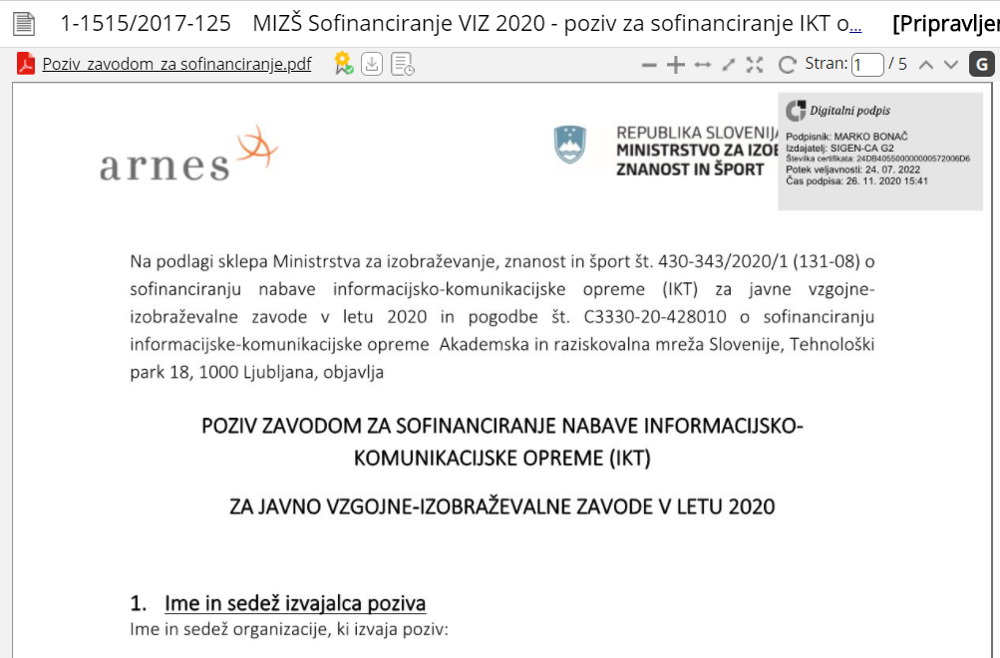 1-1515/2017-125 MIZŠ Sofinanciranje VIZ 2020 - poziv za sofinanciranje IKT o... [Pripravljen
Poziv_zavodom_za sofinanciranje.pdf Stran: 1 / 5 G
arnes
REPUBLIKA SLOVENIJA
MINISTRSTVO ZA IZOB
ZNANOST IN ŠPORT
Digitalni podpis
Podpisnik: MARKO BONAČ
Izdajatelj: SIGEN-CA G2
Številka certifikata: 24DB40550000000572006D6
Potek veljavnosti: 24. 07. 2022
Čas podpisa: 26. 11. 2020 15:41
Na podlagi sklepa Ministrstva za izobraževanje, znanost in šport št. 430-343/2020/1 (131-08) o
sofinanciranju nabave informacijsko-komunikacijske opreme (IKT) za javne vzgojne-
izobraževalne zavode v letu 2020 in pogodbe št. C3330-20-428010 o sofinanciranju
informacijske-komunikacijske opreme Akademska in raziskovalna mreža Slovenije, Tehnološki
park 18, 1000 Ljubljana, objavlja
POZIV ZAVODOM ZA SOFINANCIRANJE NABAVE INFORMACIJSKO-
KOMUNIKACIJSKE OPREME (IKT)
ZA JAVNO VZGOJNE-IZOBRAŽEVALNE ZAVODE V LETU 2020
1. Ime in sedež izvajalca poziva
Ime in sedež organizacije, ki izvaja poziv: